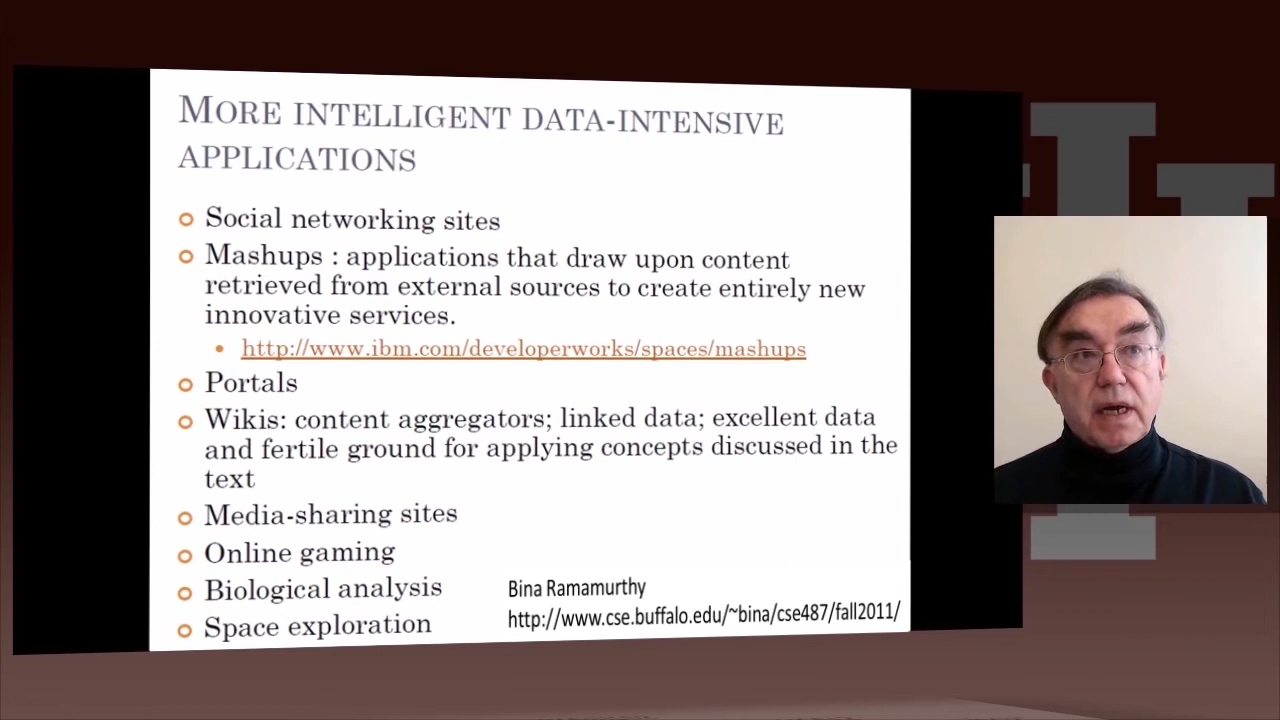 MORE INTELLIGENT DATA-INTENSIVE
APPLICATIONS
Social networking sites
Mashups : applications that draw upon content
retrieved from external sources to create entirely new
innovative services.
http://www.ibm.com/developerworks/spaces/mashups
Portals
Wikis: content aggregators; linked data; excellent data
and fertile ground for applying concepts discussed in the
text
Media-sharing sites
Online gaming
Biological analysis
Space exploration
Bina Ramamurthy
http://www.cse.buffalo.edu/~bina/cse487/fall2011/